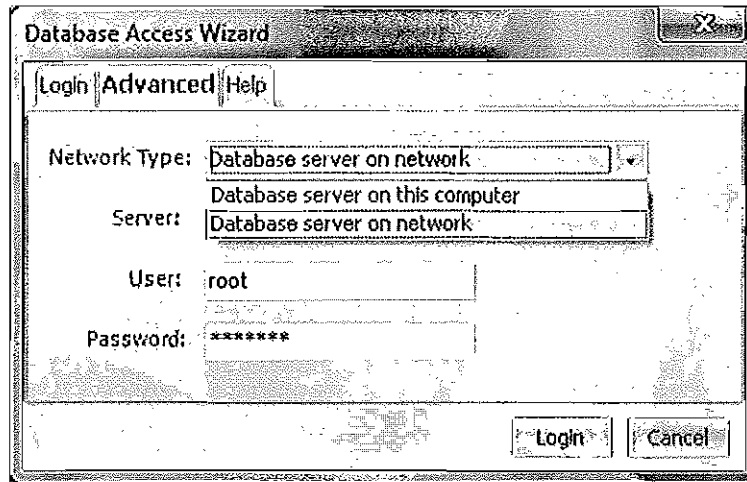 Database Access Wizard
Login Advanced Help
Network Type: Database server on network
Database server on this computer
Server: Database server on network
User: root
Password: *******
Login Cancel